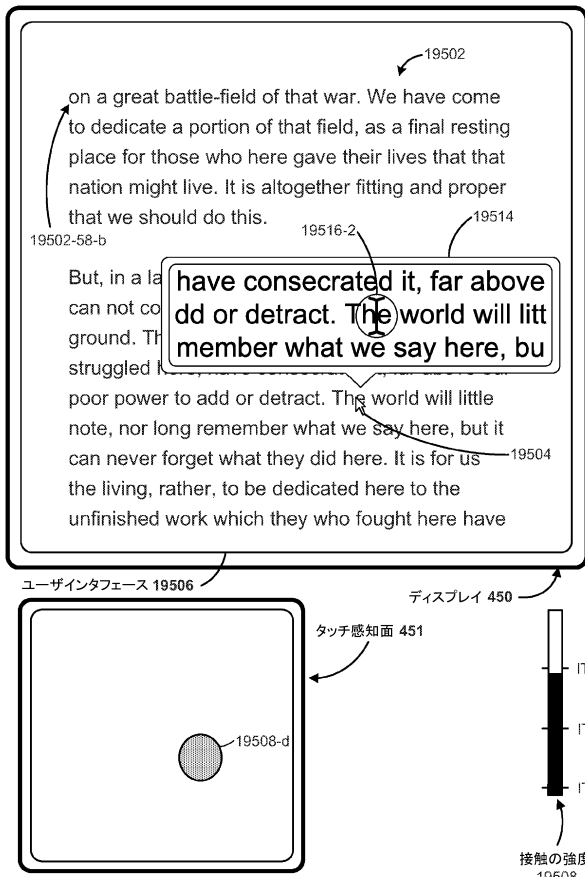 19502
on a great battle-field of that war. We have come
to dedicate a portion of that field, as a final resting
place for those who here gave their lives that that
nation might live. It is altogether fitting and proper
that we should do this.
19514
19516-2
19502-58-b
But, in a la
have consecrated it, far above
can not co
dd or detract. The world will litt
ground. Th
member what we say here, bu
struggled
poor power to add or detract. The world will little
note, nor long remember what we say here, but it
can never forget what they did here. It is for us
19504
the living, rather, to be dedicated here to the
unfinished work which they who fought here have
ユーザインタフェース 19506
ディスプレイ 450
タッチ感知面 451
19508-d
接触の強度
19508